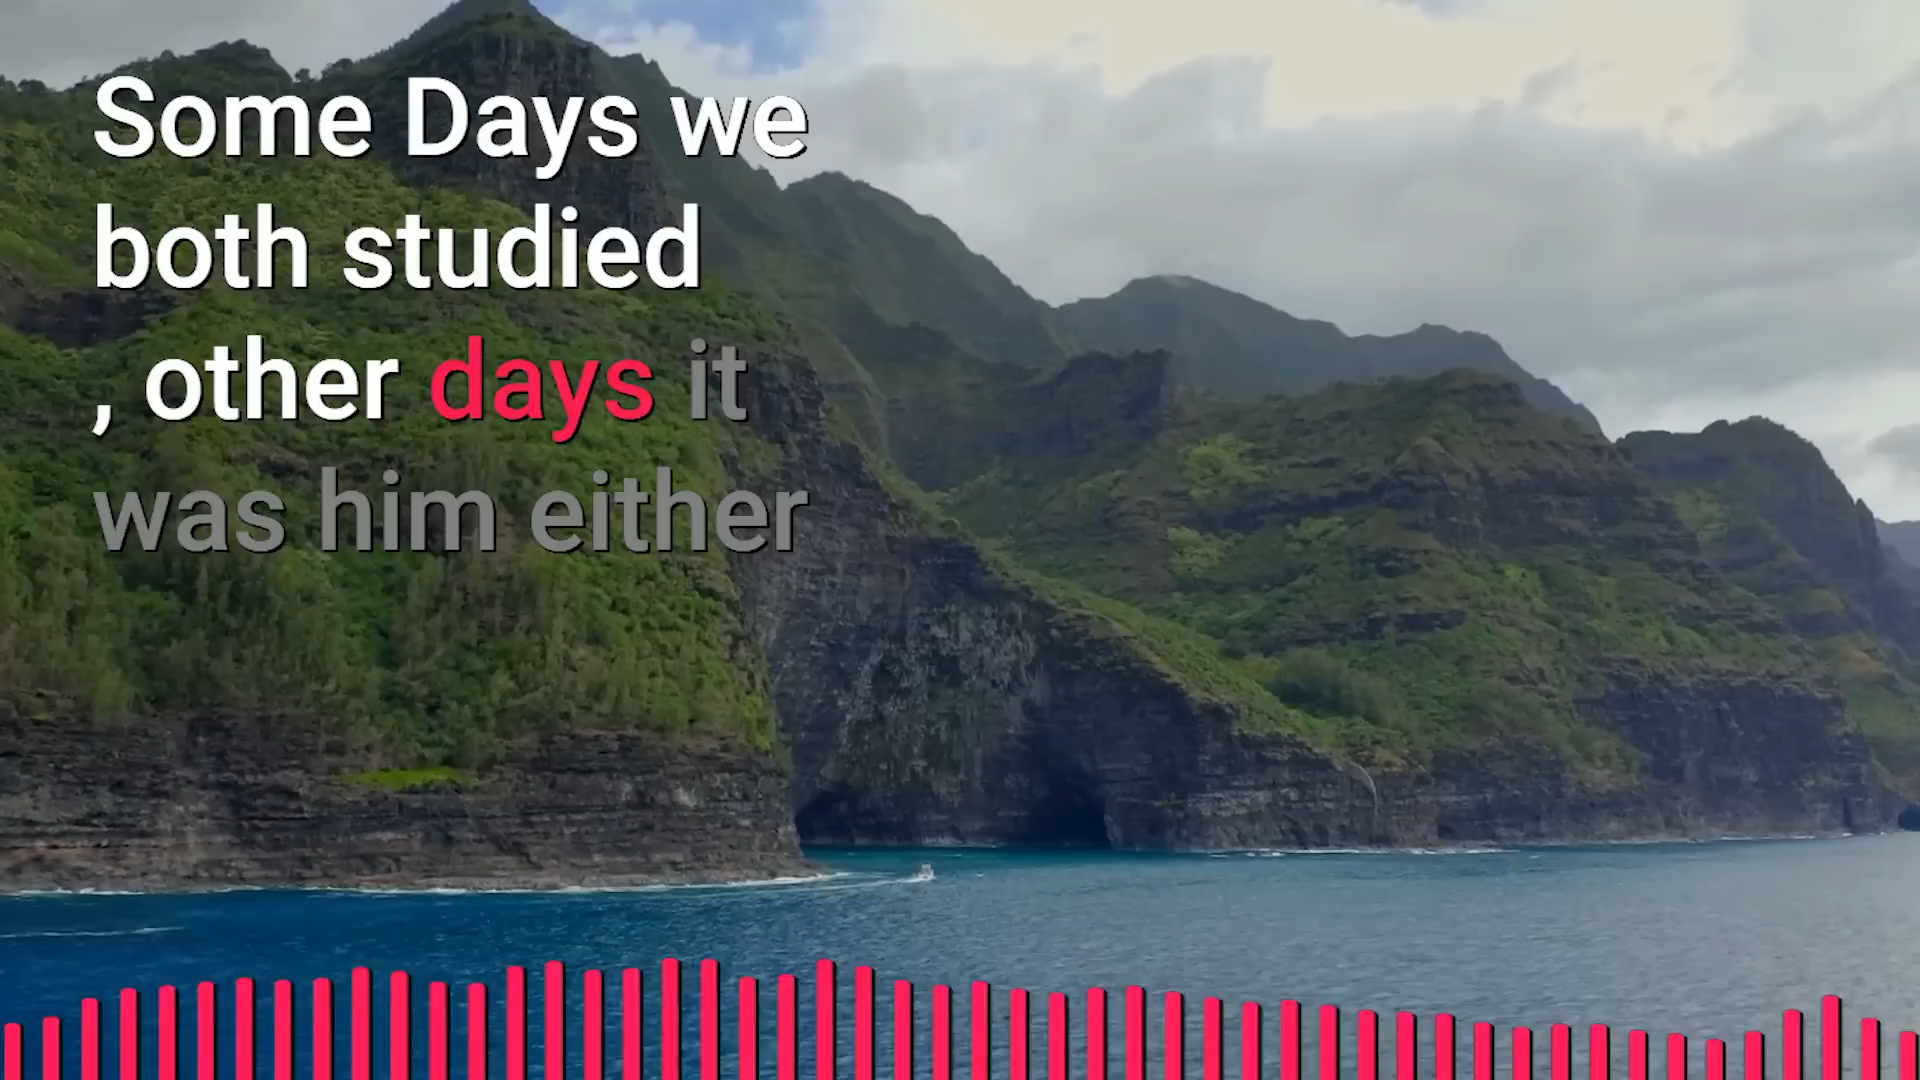 Some Days we
both studied
, other days it
was him either